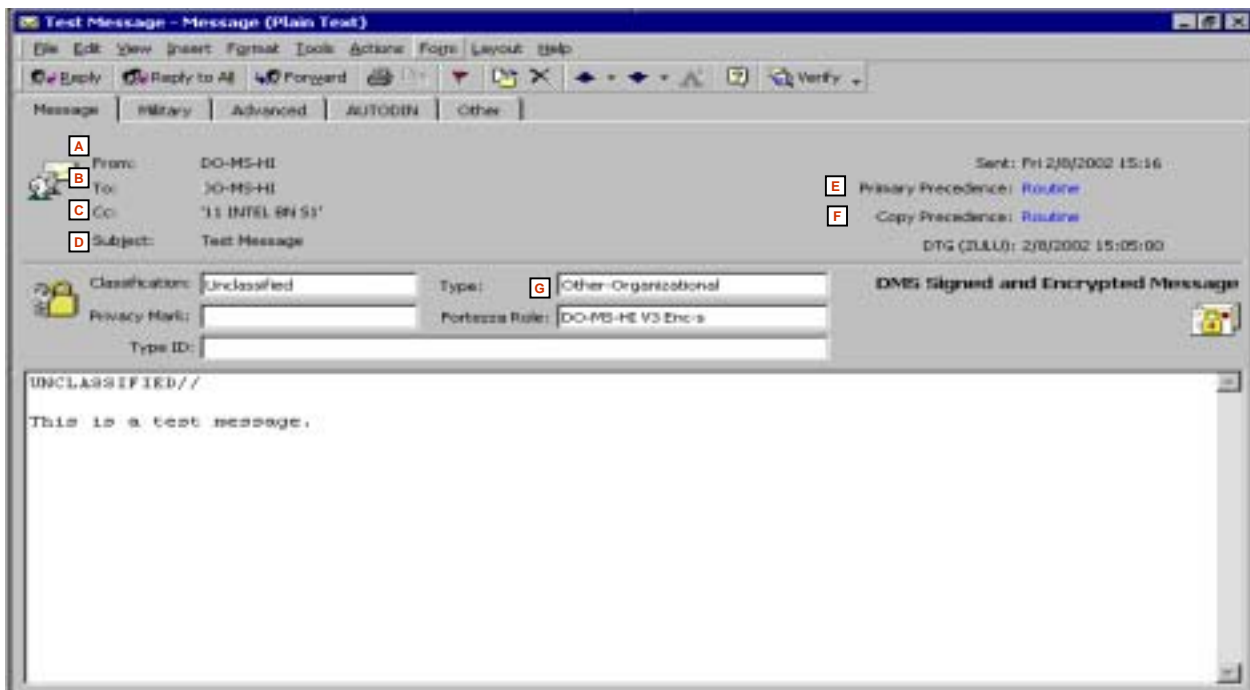 Test Message - Message (Plain Text)
File Edit View Insert Format Tools Actions Form Layout Help
Reply Reply to All Forward Verify
Message Military Advanced AUTODIN Other
A
From: DO-MS-HI Sent: Fri 2/8/2002 15:16
B To: DO-MS-HI E Primary Precedence: Routine
C Cc: '11 INTEL BN S1' F Copy Precedence: Routine
D Subject: Test Message DTG (ZULU): 2/8/2002 15:05:00
Classification: Unclassified Type: G Other-Organizational DMS Signed and Encrypted Message
Privacy Mark: Fortezza Role: DO-MS-HI V3 Enc-s
Type ID:
UNCLASSIFIED//
This is a test message.